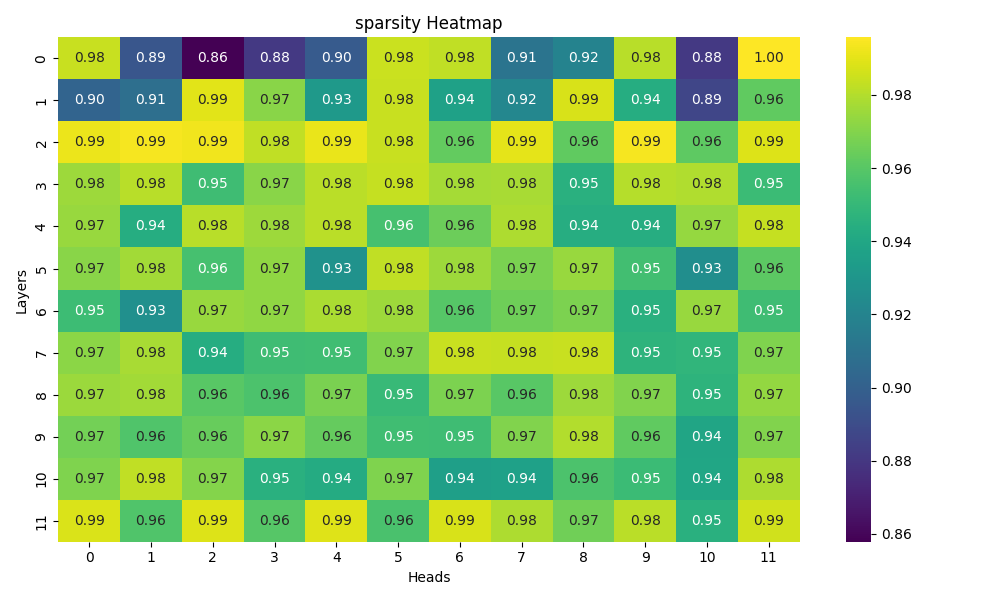 sparsity Heatmap
0 0.98 0.89 0.86 0.88 0.90 0.98 0.98 0.91 0.92 0.98 0.88 1.00
1 0.90 0.91 0.99 0.97 0.93 0.98 0.94 0.92 0.99 0.94 0.89 0.96
2 0.99 0.99 0.99 0.98 0.99 0.98 0.96 0.99 0.96 0.99 0.96 0.99
3 0.98 0.98 0.95 0.97 0.98 0.98 0.98 0.98 0.95 0.98 0.98 0.95
4 0.97 0.94 0.98 0.98 0.98 0.96 0.96 0.98 0.94 0.94 0.97 0.98
5 0.97 0.98 0.96 0.97 0.93 0.98 0.98 0.97 0.97 0.95 0.93 0.96
6 0.95 0.93 0.97 0.97 0.98 0.98 0.96 0.97 0.97 0.95 0.97 0.95
7 0.97 0.98 0.94 0.95 0.95 0.97 0.98 0.98 0.98 0.95 0.95 0.97
8 0.97 0.98 0.96 0.96 0.97 0.95 0.97 0.96 0.98 0.97 0.95 0.97
9 0.97 0.96 0.96 0.97 0.96 0.95 0.95 0.97 0.98 0.96 0.94 0.97
10 0.97 0.98 0.97 0.95 0.94 0.97 0.94 0.94 0.96 0.95 0.94 0.98
11 0.99 0.96 0.99 0.96 0.99 0.96 0.99 0.98 0.97 0.98 0.95 0.99
0 1 2 3 4 5 6 7 8 9 10 11
Heads
Layers
0.98
0.96
0.94
0.92
0.90
0.88
0.86